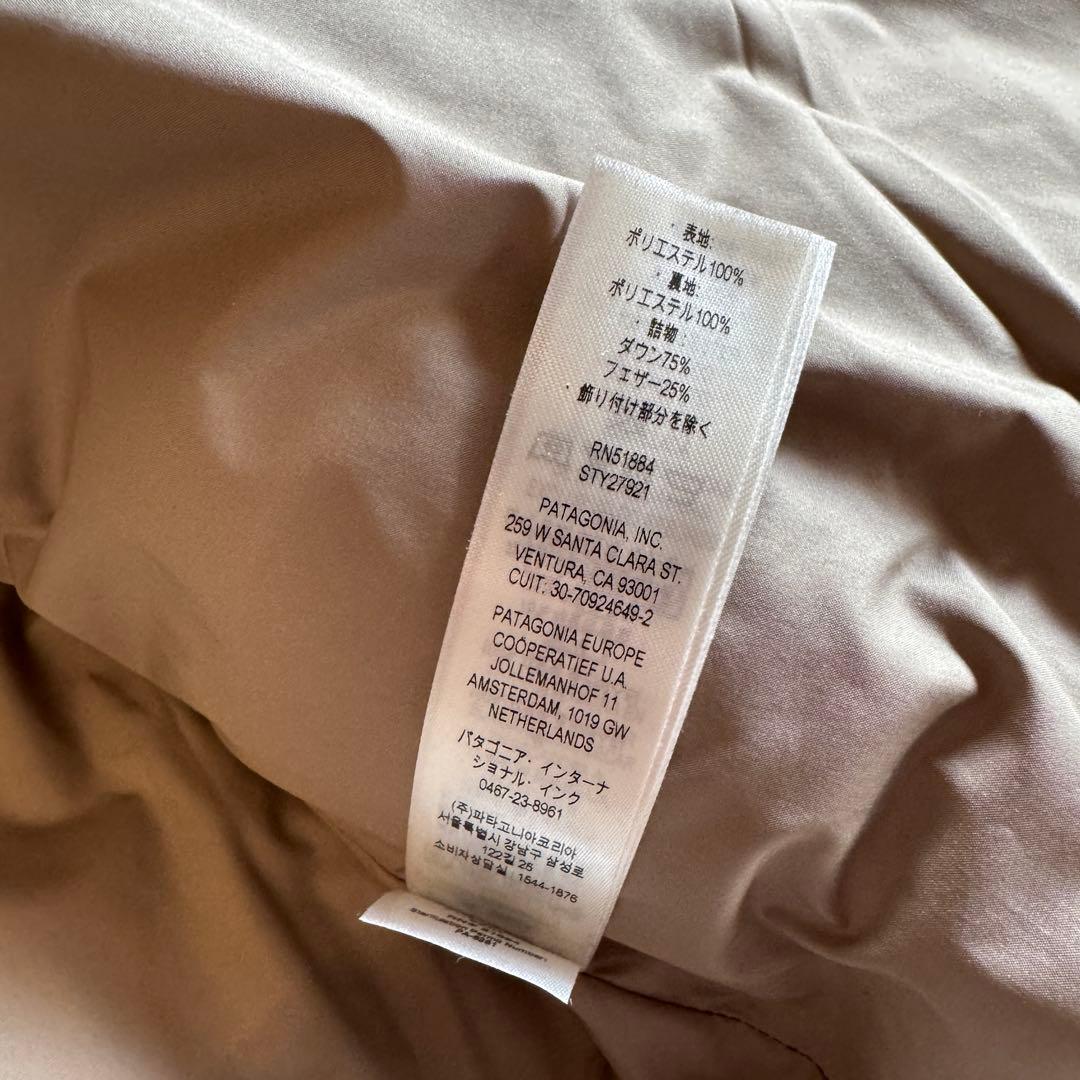 ・表地:
ポリエステル100%
・裏地:
ポリエステル100%
・詰物
ダウン75%
フェザー25%
・飾り付け部分を除く
RN51884
STY27921
PATAGONIA, INC.
259 W SANTA CLARA ST.
VENTURA, CA 93001
CUIT: 30-70924649-2
PATAGONIA EUROPE
COÖPERATIEF U.A.
JOLLEMANHOF 11
AMSTERDAM, 1019 GW
NETHERLANDS
パタゴニア・インターナ
ショナル・インク
0467-23-8961
(주)파타고니아코리아
서울특별시 강남구 삼성로
122길 25
소비자상담실 1544-1876
Number: